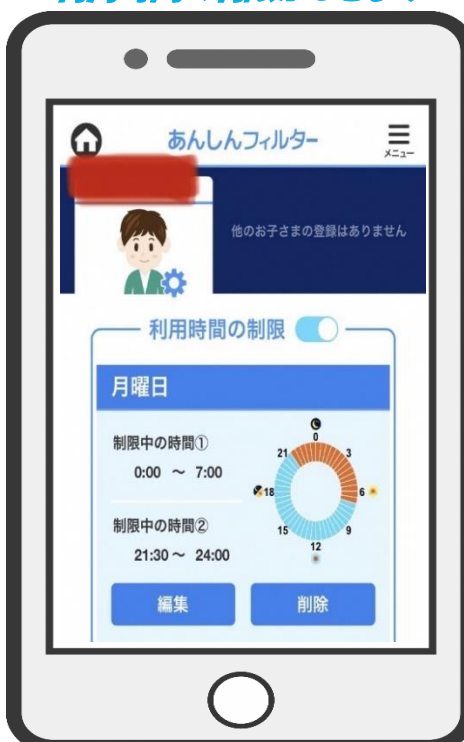 あんしんフィルター
メニュー
他のお子さまの登録はありません
利用時間の制限
月曜日
制限中の時間①
0:00 ～ 7:00
制限中の時間②
21:30～ 24:00
0
3
6
9
12
15
18
21
編集
削除